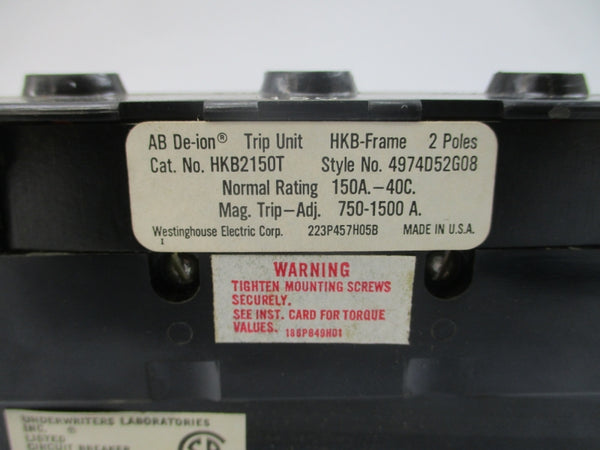 AB De-ion® Trip Unit HKB-Frame 2 Poles
Cat. No. HKB2150T Style No. 4974D52G08
Normal Rating 150A.-40C.
Mag. Trip-Adj. 750-1500 A.
Westinghouse Electric Corp. 223P457H05B MADE IN U.S.A.
1
WARNING
TIGHTEN MOUNTING SCREWS
SECURELY.
SEE INST. CARD FOR TORQUE
VALUES. 186P849H01
UNDERWRITERS LABORATORIES
INC. ®
LISTED
CIRCUIT BREAKER